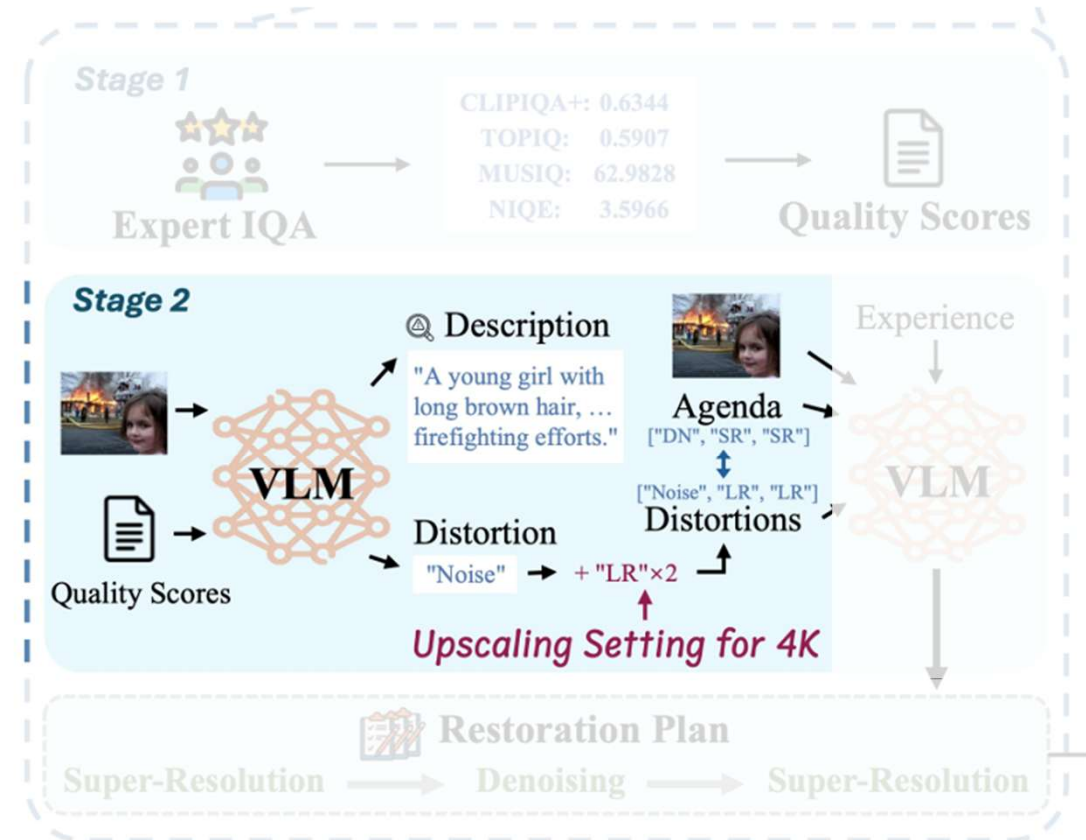 Stage 1
CLIPIQA+: 0.6344
TOPIQ: 0.5907
MUSIQ: 62.9828
NIQE: 3.5966
Expert IQA
Quality Scores
Stage 2
Description
"A young girl with
long brown hair, …
firefighting efforts."
VLM
Quality Scores
Distortion
"Noise"
+ "LR"×2
Upscaling Setting for 4K
Agenda
["DN", "SR", "SR"]
["Noise", "LR", "LR"]
Distortions
Experience
VLM
Restoration Plan
Super-Resolution
Denoising
Super-Resolution